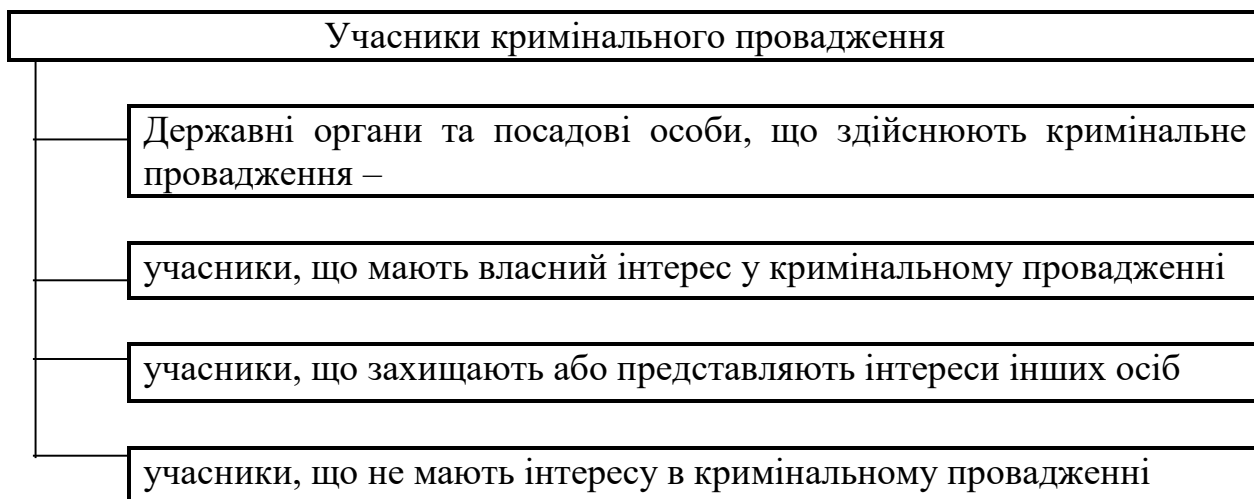 Учасники кримінального провадження
Державні органи та посадові особи, що здійснюють кримінальне
провадження –
учасники, що мають власний інтерес у кримінальному провадженні
учасники, що захищають або представляють інтереси інших осіб
учасники, що не мають інтересу в кримінальному провадженні